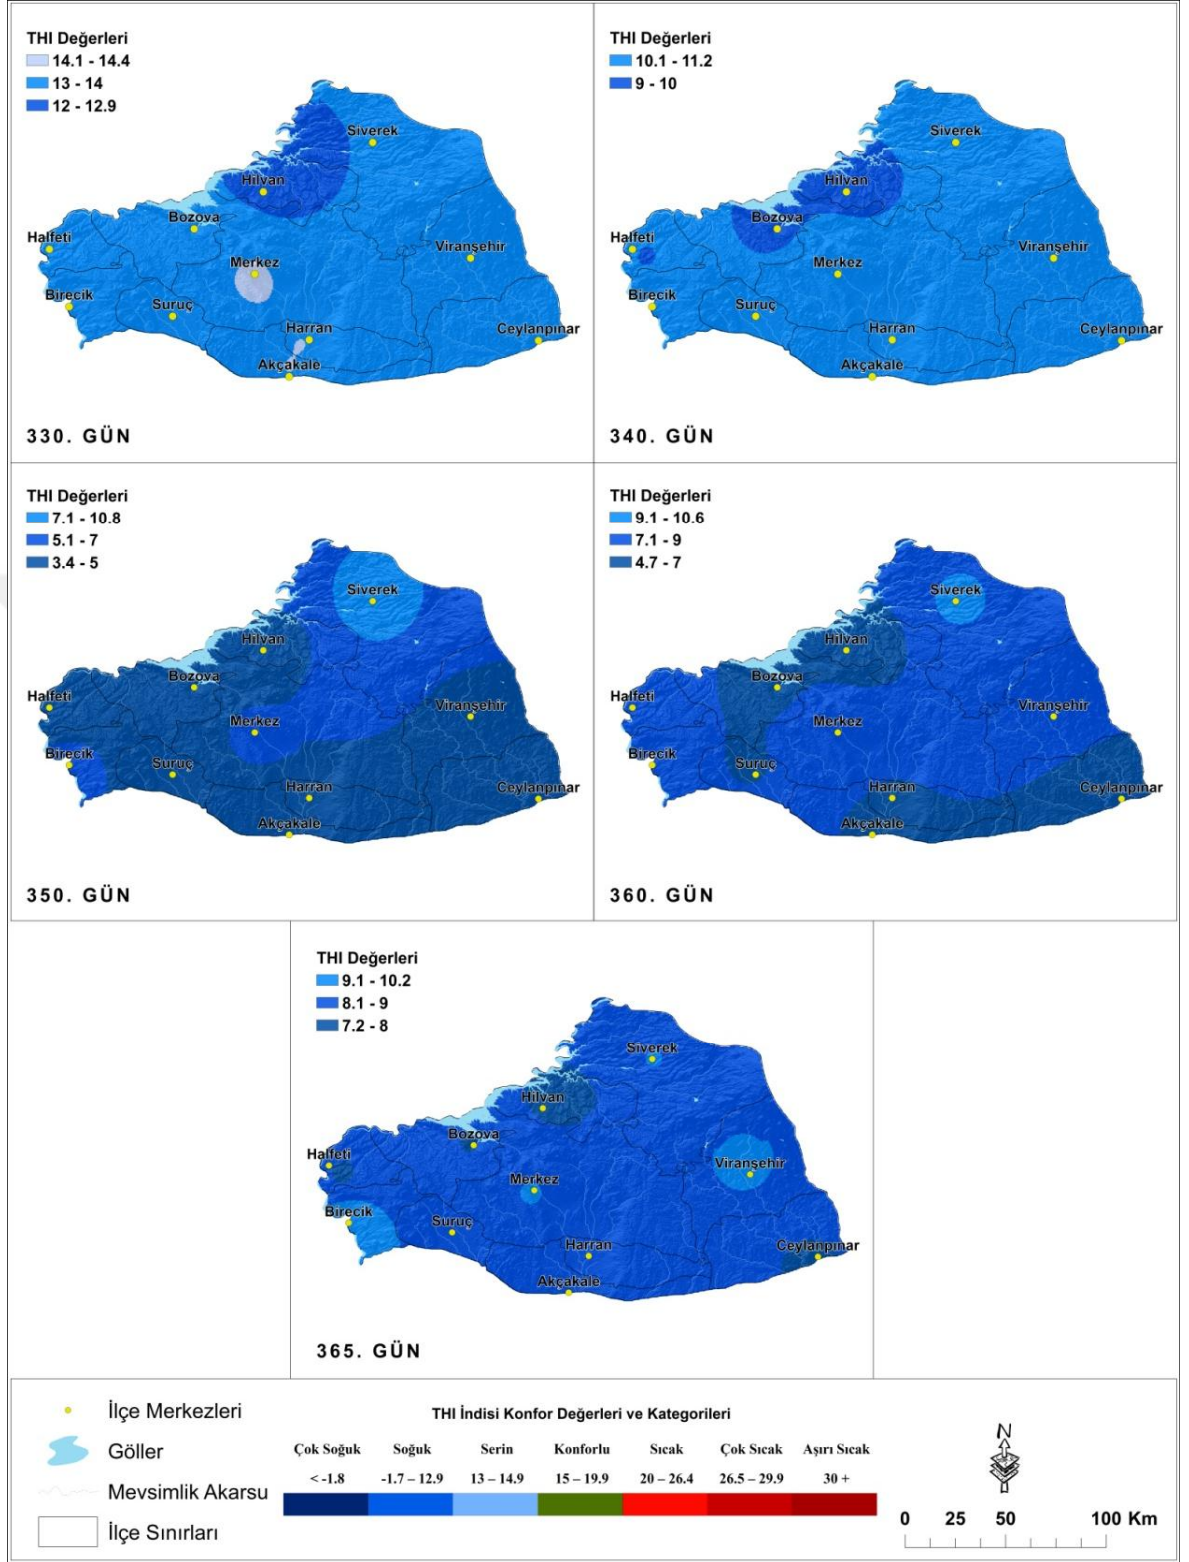 THI Değerleri
14.1 - 14.4
13 - 14
12 - 12.9
Siverek
Hilvan
Bozova
Halfeti
Viranşehir
Merkez
Birecik
Suruç
Harran
Ceylanpınar
Akçakale
330. GÜN
THI Değerleri
10.1 - 11.2
9 - 10
Siverek
Hilvan
Bozova
Halfeti
Viranşehir
Merkez
Birecik
Suruç
Harran
Ceylanpınar
Akçakale
340. GÜN
THI Değerleri
7.1 - 10.8
5.1 - 7
3.4 - 5
Siverek
Hilvan
Bozova
Halfeti
Viranşehir
Merkez
Birecik
Suruç
Harran
Ceylanpınar
Akçakale
350. GÜN
THI Değerleri
9.1 - 10.6
7.1 - 9
4.7 - 7
Siverek
Hilvan
Bozova
Halfeti
Viranşehir
Merkez
Birecik
Suruç
Harran
Ceylanpınar
Akçakale
360. GÜN
THI Değerleri
9.1 - 10.2
8.1 - 9
7.2 - 8
Siverek
Hilvan
Bozova
Halfeti
Viranşehir
Merkez
Birecik
Suruç
Harran
Ceylanpınar
Akçakale
365. GÜN
İlçe Merkezleri
Göller
Mevsimlik Akarsu
İlçe Sınırları
THI İndisi Konfor Değerleri ve Kategorileri
Çok Soğuk Soğuk Serin Konforlu Sıcak Çok Sıcak Aşırı Sıcak
< -1.8 -1.7 – 12.9 13 – 14.9 15 – 19.9 20 – 26.4 26.5 – 29.9 30 +
N
0 25 50 100 Km